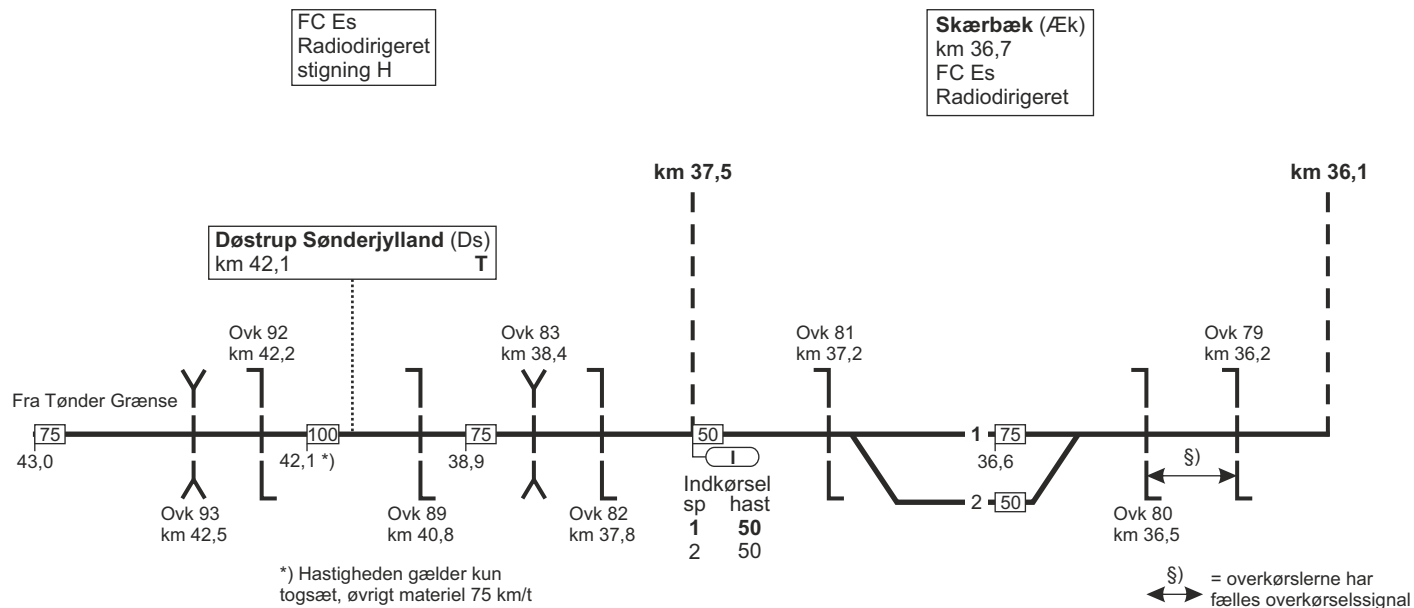 FC Es
Radiodirigeret
stigning H
Skærbæk (Æk)
km 36,7
FC Es
Radiodirigeret
km 37,5
km 36,1
Døstrup Sønderjylland (Ds)
km 42,1 T
Ovk 92
km 42,2
Ovk 83
km 38,4
Ovk 81
km 37,2
Ovk 79
km 36,2
Fra Tønder Grænse
75
100
75
50
1 75
43,0
42,1 *)
38,9
I
36,6
§)
Indkørsel
sp hast
1 50
2 50
2 50
Ovk 93
km 42,5
Ovk 89
km 40,8
Ovk 82
km 37,8
Ovk 80
km 36,5
*) Hastigheden gælder kun
togsæt, øvrigt materiel 75 km/t
§) = overkørslerne har
fælles overkørselssignal